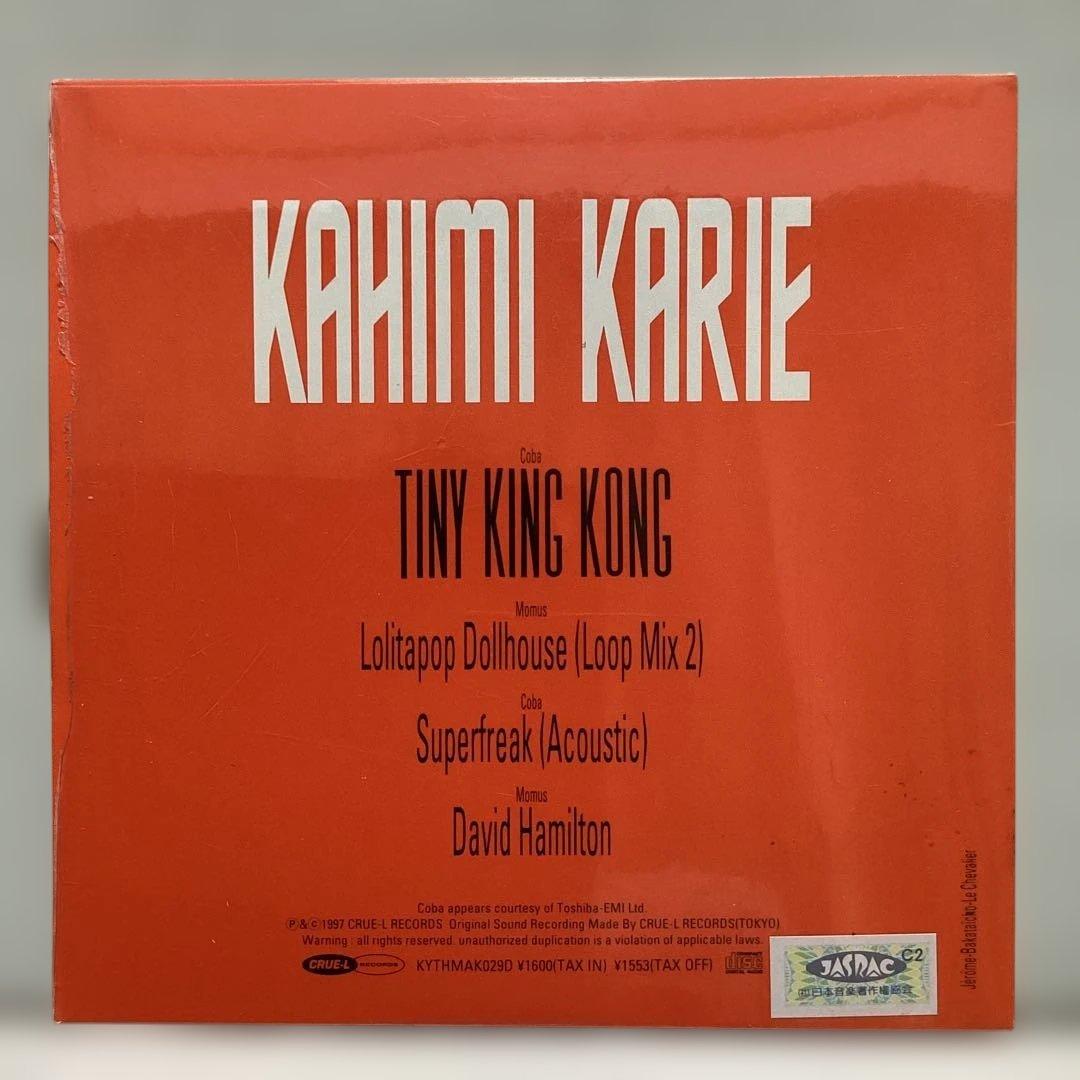 KAHIMI KARIE
Coba
TINY KING KONG
Momus
Lolitapop Dollhouse (Loop Mix 2)
Coba
Superfreak (Acoustic)
Momus
David Hamilton
Coba appears courtesy of Toshiba-EMI Ltd.
Ⓟ&©1997 CRUE-L RECORDS Original Sound Recording Made By CRUE-L RECORDS(TOKYO)
Warning : all rights reserved. unauthorized duplication is a violation of applicable laws.
CRUE-L RECORDS KYTHMAK029D ¥1600(TAX IN) ¥1553(TAX OFF) disc
JASRAC C2
(社)日本音楽著作権協会
Jérome-Bakataicko-Le Chevalier